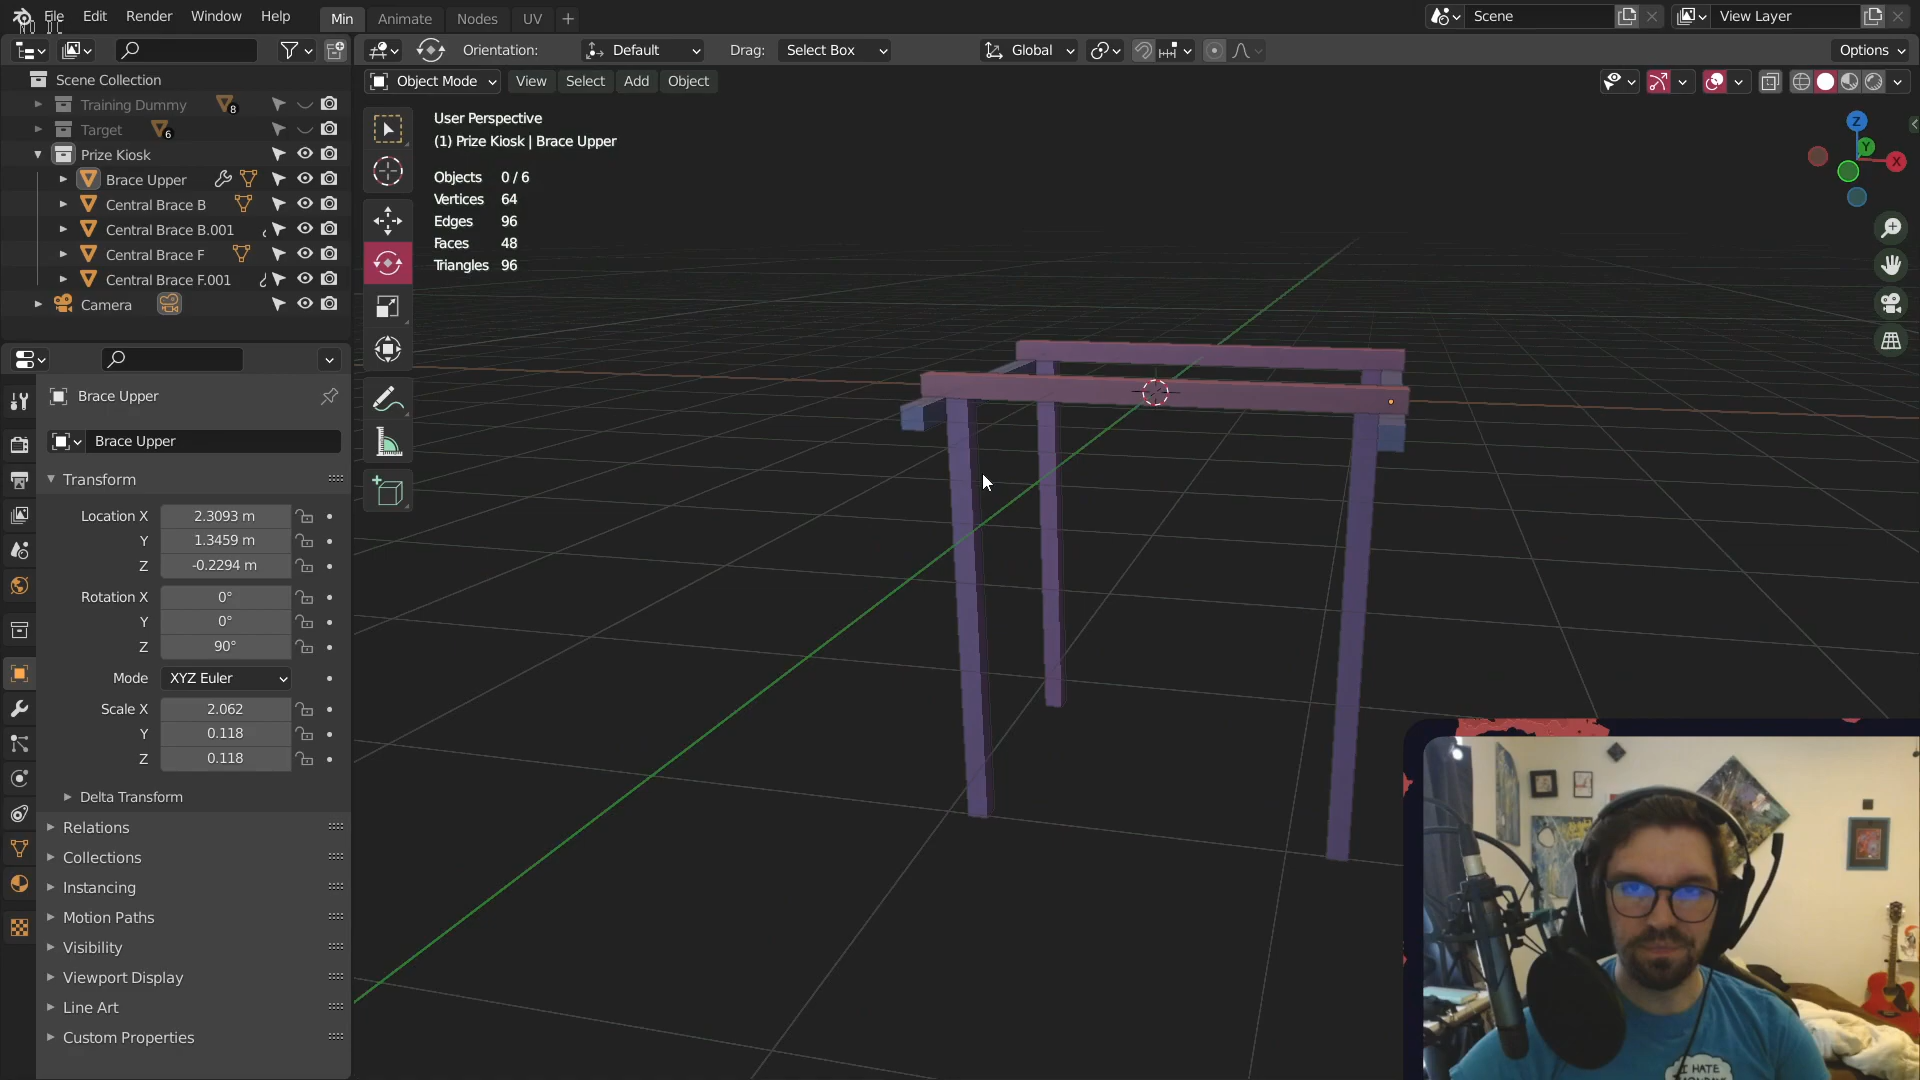 File Edit Render Window Help Min Animate Nodes UV Scene View Layer
Orientation: Default Drag: Select Box Global Options
Object Mode View Select Add Object
Scene Collection
Training Dummy 8
Target 6
Prize Kiosk
Brace Upper
Central Brace B
Central Brace B.001
Central Brace F
Central Brace F.001
Camera
User Perspective
(1) Prize Kiosk | Brace Upper
Objects 0 / 6
Vertices 64
Edges 96
Faces 48
Triangles 96
Z
Y
X
Brace Upper
Brace Upper
Transform
Location X 2.3093 m
Y 1.3459 m
Z -0.2294 m
Rotation X 0°
Y 0°
Z 90°
Mode XYZ Euler
Scale X 2.062
Y 0.118
Z 0.118
Delta Transform
Relations
Collections
Instancing
Motion Paths
Visibility
Viewport Display
Line Art
Custom Properties
I HATE